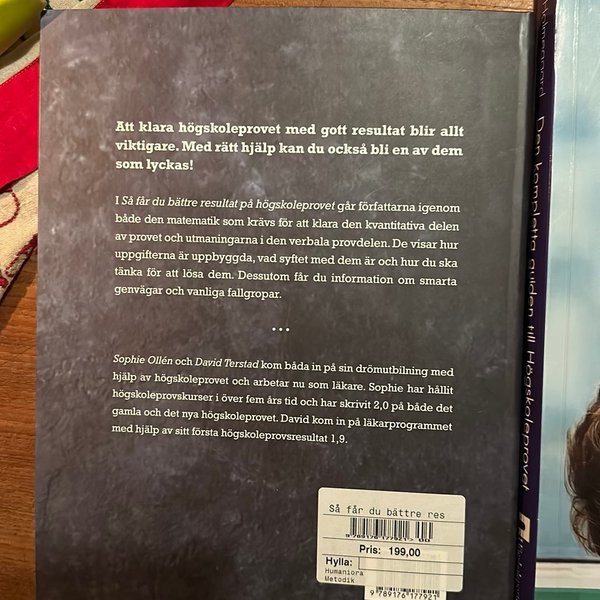 Att klara högskoleprovet med gott resultat blir allt
viktigare. Med rätt hjälp kan du också bli en av dem
som lyckas!
I Så får du bättre resultat på högskoleprovet går författarna igenom
både den matematik som krävs för att klara den kvantitativa delen
av provet och utmaningarna i den verbala provdelen. De visar hur
uppgifterna är uppbyggda, vad syftet med dem är och hur du ska
tänka för att lösa dem. Dessutom får du information om smarta
genvägar och vanliga fallgropar.
Sophie Ollén och David Terstad kom båda in på sin drömutbilning med
hjälp av högskoleprovet och arbetar nu som läkare. Sophie har hållit
högskoleprovskurser i över fem års tid och har skrivit 2,0 på både det
gamla och det nya högskoleprovet. David kom in på läkarprogrammet
med hjälp av sitt första högskoleprovsresultat 1,9.
Så får du bättre res
Pris: 199,00
Hylla:
Humaniora
Metodik
9 789176 177921
Den kompletta guiden till Högskoleprovet